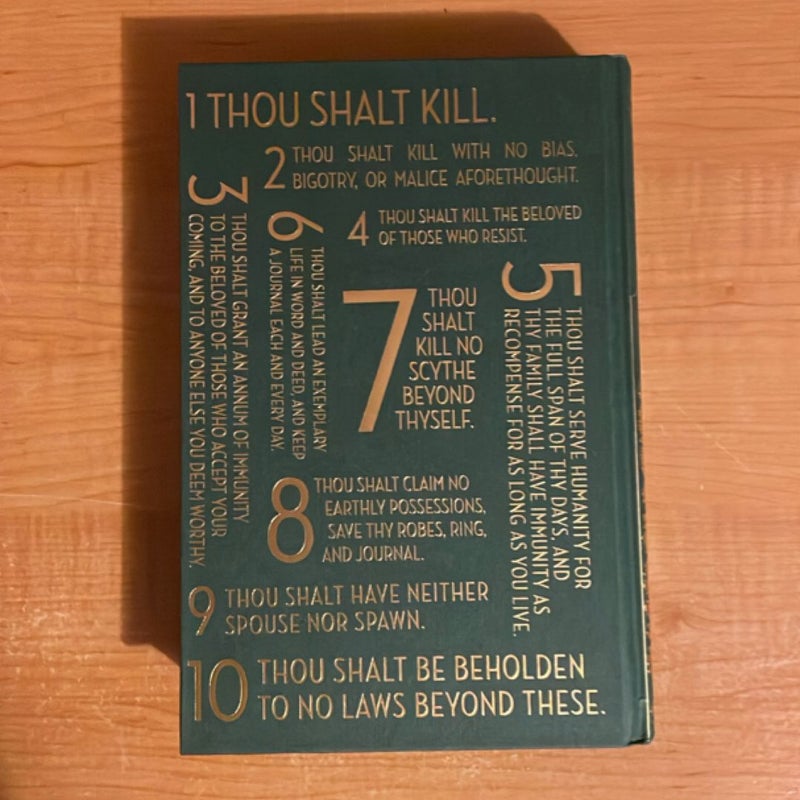 1 THOU SHALT KILL.
2 THOU SHALT KILL WITH NO BIAS,
BIGOTRY, OR MALICE AFORETHOUGHT.
3 THOU SHALT GRANT AN ANNUM OF IMMUNITY
TO THE BELOVED OF THOSE WHO ACCEPT YOUR
COMING, AND TO ANYONE ELSE YOU DEEM WORTHY.
4 THOU SHALT KILL THE BELOVED
OF THOSE WHO RESIST.
5 THOU SHALT SERVE HUMANITY FOR
THE FULL SPAN OF THY DAYS, AND
THY FAMILY SHALL HAVE IMMUNITY AS
RECOMPENSE FOR AS LONG AS YOU LIVE.
6 THOU SHALT LEAD AN EXEMPLARY
LIFE IN WORD AND DEED, AND KEEP
A JOURNAL EACH AND EVERY DAY.
7 THOU
SHALT
KILL NO
SCYTHE
BEYOND
THYSELF.
8 THOU SHALT CLAIM NO
EARTHLY POSSESSIONS,
SAVE THY ROBES, RING,
AND JOURNAL.
9 THOU SHALT HAVE NEITHER
SPOUSE NOR SPAWN.
10 THOU SHALT BE BEHOLDEN
TO NO LAWS BEYOND THESE.